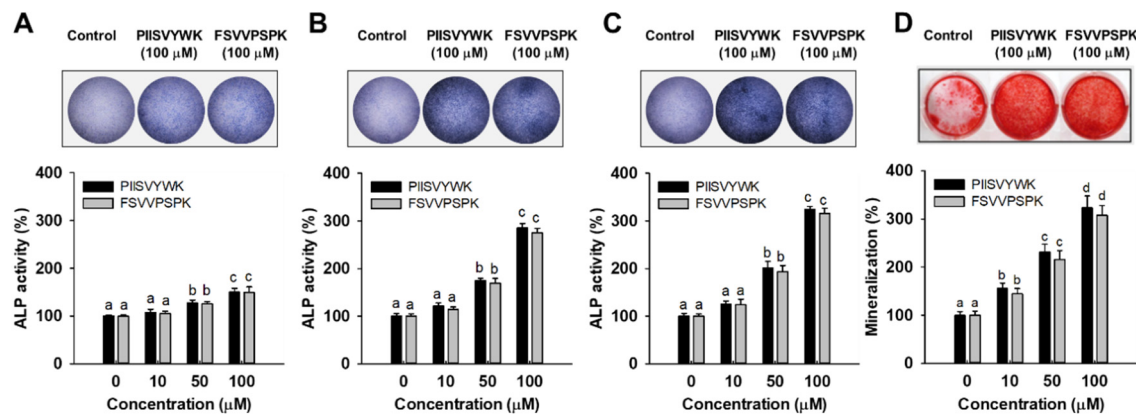 A
Control PIISVYWK FSVVPSPK
(100 μM) (100 μM)
400
300
200
100
0
ALP activity (%)
PIISVYWK
FSVVPSPK
a a a a b b c c
0 10 50 100
Concentration (μM)
B
Control PIISVYWK FSVVPSPK
(100 μM) (100 μM)
400
300
200
100
0
ALP activity (%)
PIISVYWK
FSVVPSPK
a a a a b b c c
0 10 50 100
Concentration (μM)
C
Control PIISVYWK FSVVPSPK
(100 μM) (100 μM)
400
300
200
100
0
ALP activity (%)
PIISVYWK
FSVVPSPK
a a a a b b c c
0 10 50 100
Concentration (μM)
D
Control PIISVYWK FSVVPSPK
(100 μM) (100 μM)
400
300
200
100
0
Mineralization (%)
PIISVYWK
FSVVPSPK
a a b b c c d d
0 10 50 100
Concentration (μM)